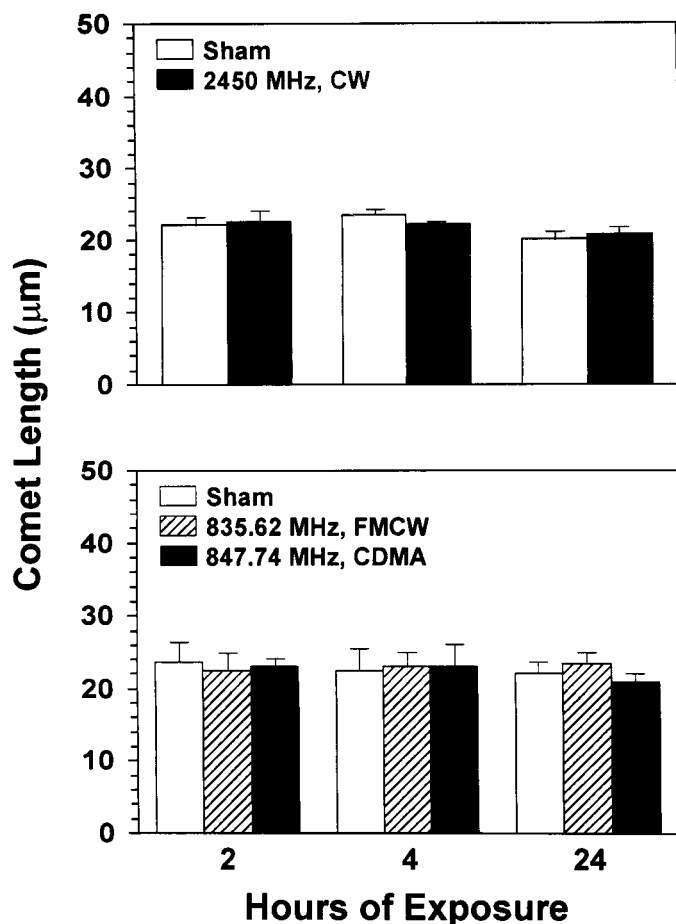 Comet Length (μm)
50
40
30
20
10
0
Sham
2450 MHz, CW
50
40
30
20
10
0
Sham
835.62 MHz, FMCW
847.74 MHz, CDMA
2 4 24
Hours of Exposure